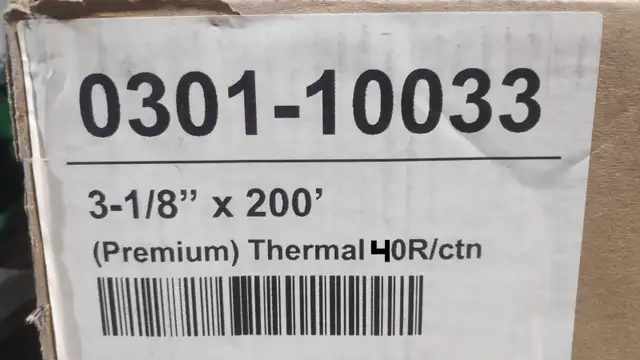 0301-10033
3-1/8” x 200’
(Premium) Thermal 40R/ctn